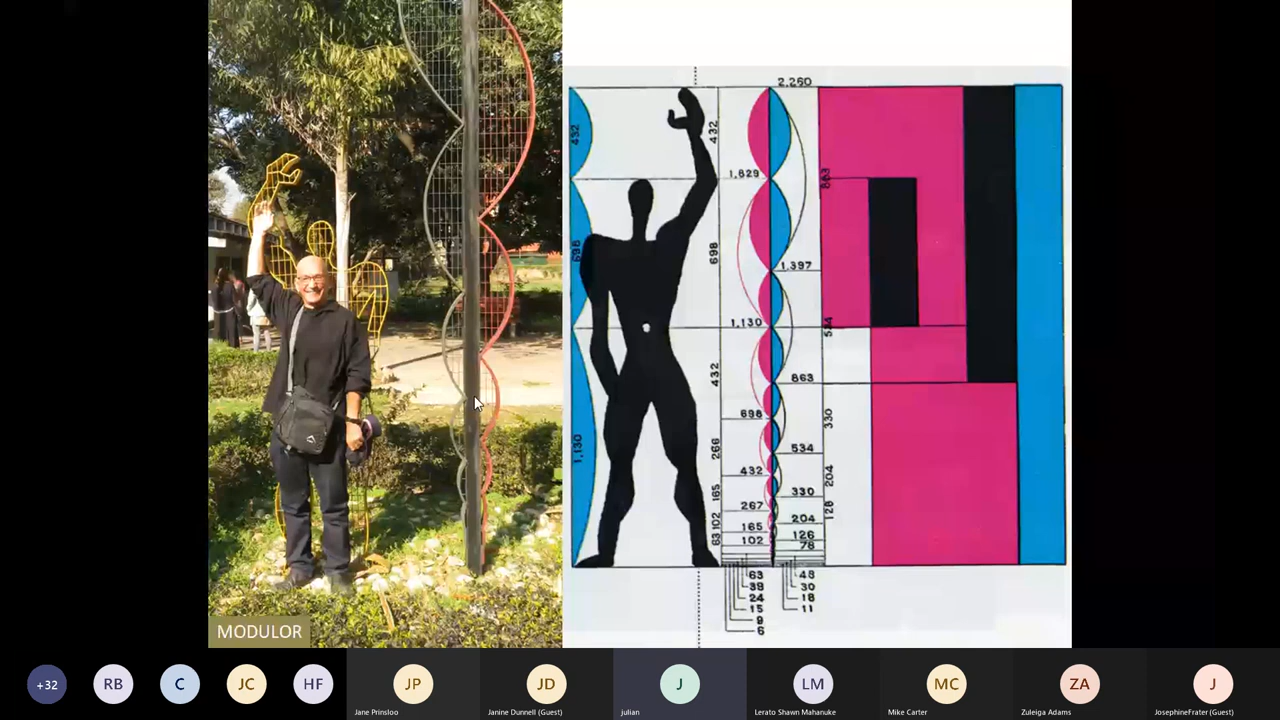 MODULOR
2,260
432
432
1,829
863
698
698
1,397
1,130
534
432
863
698
330
1,130
266
534
432
204
165
330
267
128
102
204
165
126
63
102
78
63
48
39
30
24
18
15
11
9
6
+32
RB
C
JC
HF
JP
JD
J
LM
MC
ZA
J
Jane Prinsloo
Janine Dunnell (Guest)
julian
Lerato Shawn Mahanuke
Mike Carter
Zuleiga Adams
JosephineFrater (Guest)